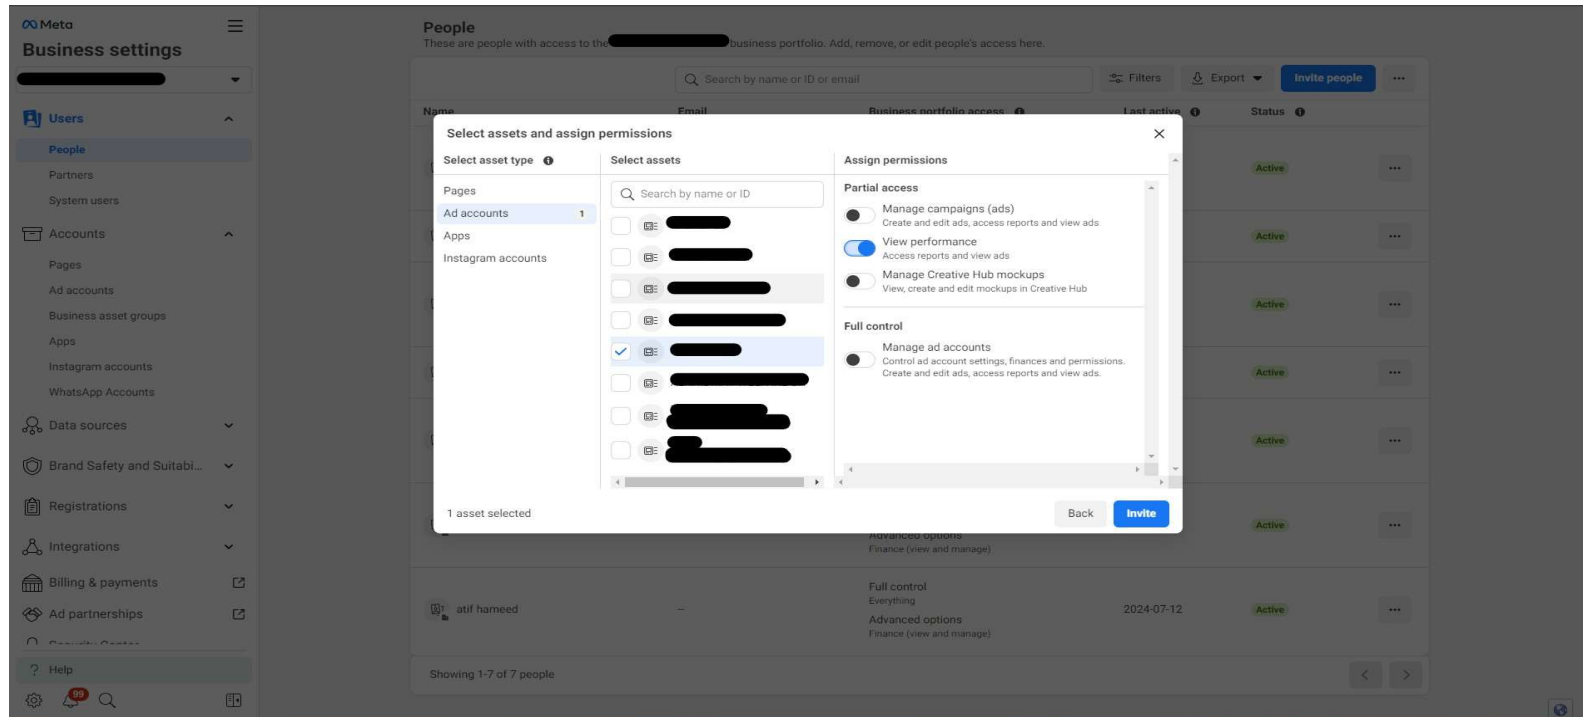 Meta
Business settings
Users
People
Partners
System users
Accounts
Pages
Ad accounts
Business asset groups
Apps
Instagram accounts
WhatsApp Accounts
Data sources
Brand Safety and Suitabi...
Registrations
Integrations
Billing & payments
Ad partnerships
Security Center
? Help
99
People
These are people with access to the business portfolio. Add, remove, or edit people's access here.
Search by name or ID or email
Filters
Export
Invite people
Name Email Business portfolio access Last active Status
Select assets and assign permissions
Select asset type
Pages
Ad accounts 1
Apps
Instagram accounts
Select assets
Search by name or ID
Assign permissions
Partial access
Manage campaigns (ads)
Create and edit ads, access reports and view ads
View performance
Access reports and view ads
Manage Creative Hub mockups
View, create and edit mockups in Creative Hub
Full control
Manage ad accounts
Control ad account settings, finances and permissions.
Create and edit ads, access reports and view ads.
1 asset selected
Back
Invite
Active
Active
Active
Active
Active
Active
Advanced options
Finance (view and manage)
atif hameed
--
Full control
Everything
Advanced options
Finance (view and manage)
2024-07-12
Active
Showing 1-7 of 7 people